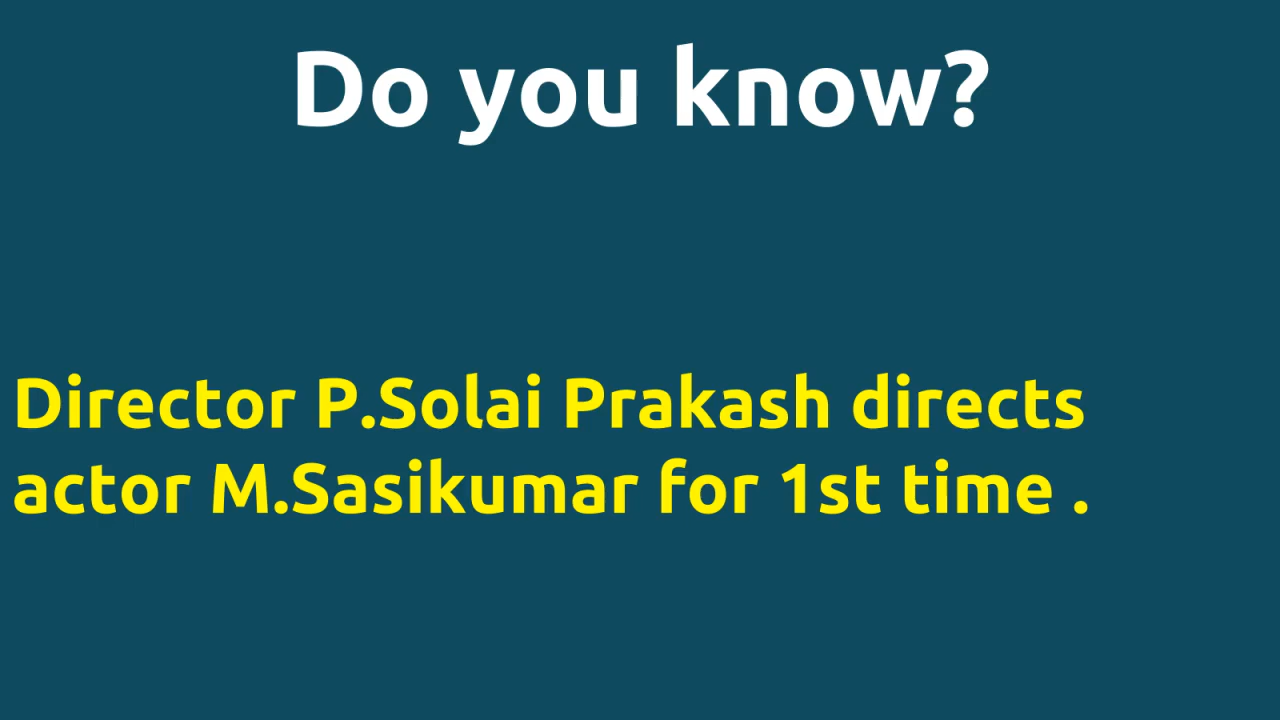 Do you know?
Director P.Solai Prakash directs
actor M.Sasikumar for 1st time .